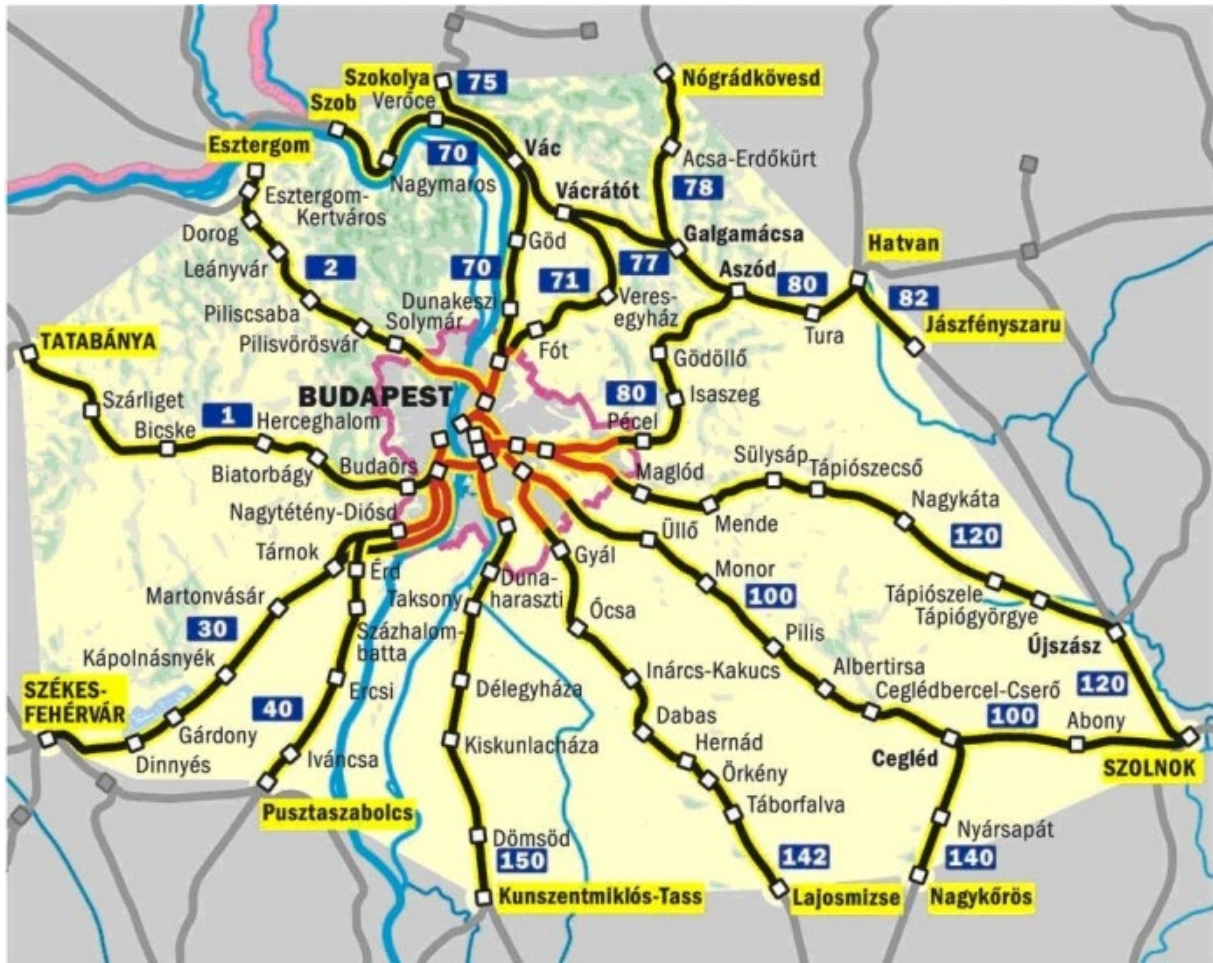 Szokolya
75
Nógrádkövesd
Szob
Verőce
Esztergom
70
Vác
Acsa-Erdőkürt
Nagymaros
Vácrátót
78
Esztergom-
Kertváros
Dorog
Göd
Galgamácsa
Hatvan
Leányvár
2
70
71
77
Aszód
80
82
Piliscsaba
Dunakeszi
Veres-
egyház
Solymár
Tura
Jászfényszaru
TATABÁNYA
Pilisvörösvár
Fót
Gödöllő
BUDAPEST
80
Isaszeg
Szárliget
1
Herceghalom
Pécel
Bicske
Biatorbágy
Budaörs
Maglód
Sülysáp
Tápiószecső
Nagykáta
Nagytétény-Diósd
Mende
120
Üllő
Tárnok
Gyál
Érd
Duna-
haraszti
Monor
Martonvásár
Taksony
100
Tápiószele
Tápiógyörgye
30
Százhalom-
batta
Ócsa
Pilis
Újszász
Kápolnásnyék
Inárcs-Kakucs
Albertirsa
SZÉKES-
FEHÉRVÁR
Ercsi
Délegyháza
Ceglédbercel-Cserő
120
40
Dabas
100
Abony
Gárdony
Kiskunlacháza
Hernád
Cegléd
Dinnyés
Iváncsa
Örkény
SZOLNOK
Pusztaszabolcs
Táborfalva
Nyársapát
Dömsöd
150
142
140
Kunszentmiklós-Tass
Lajosmizse
Nagykőrös